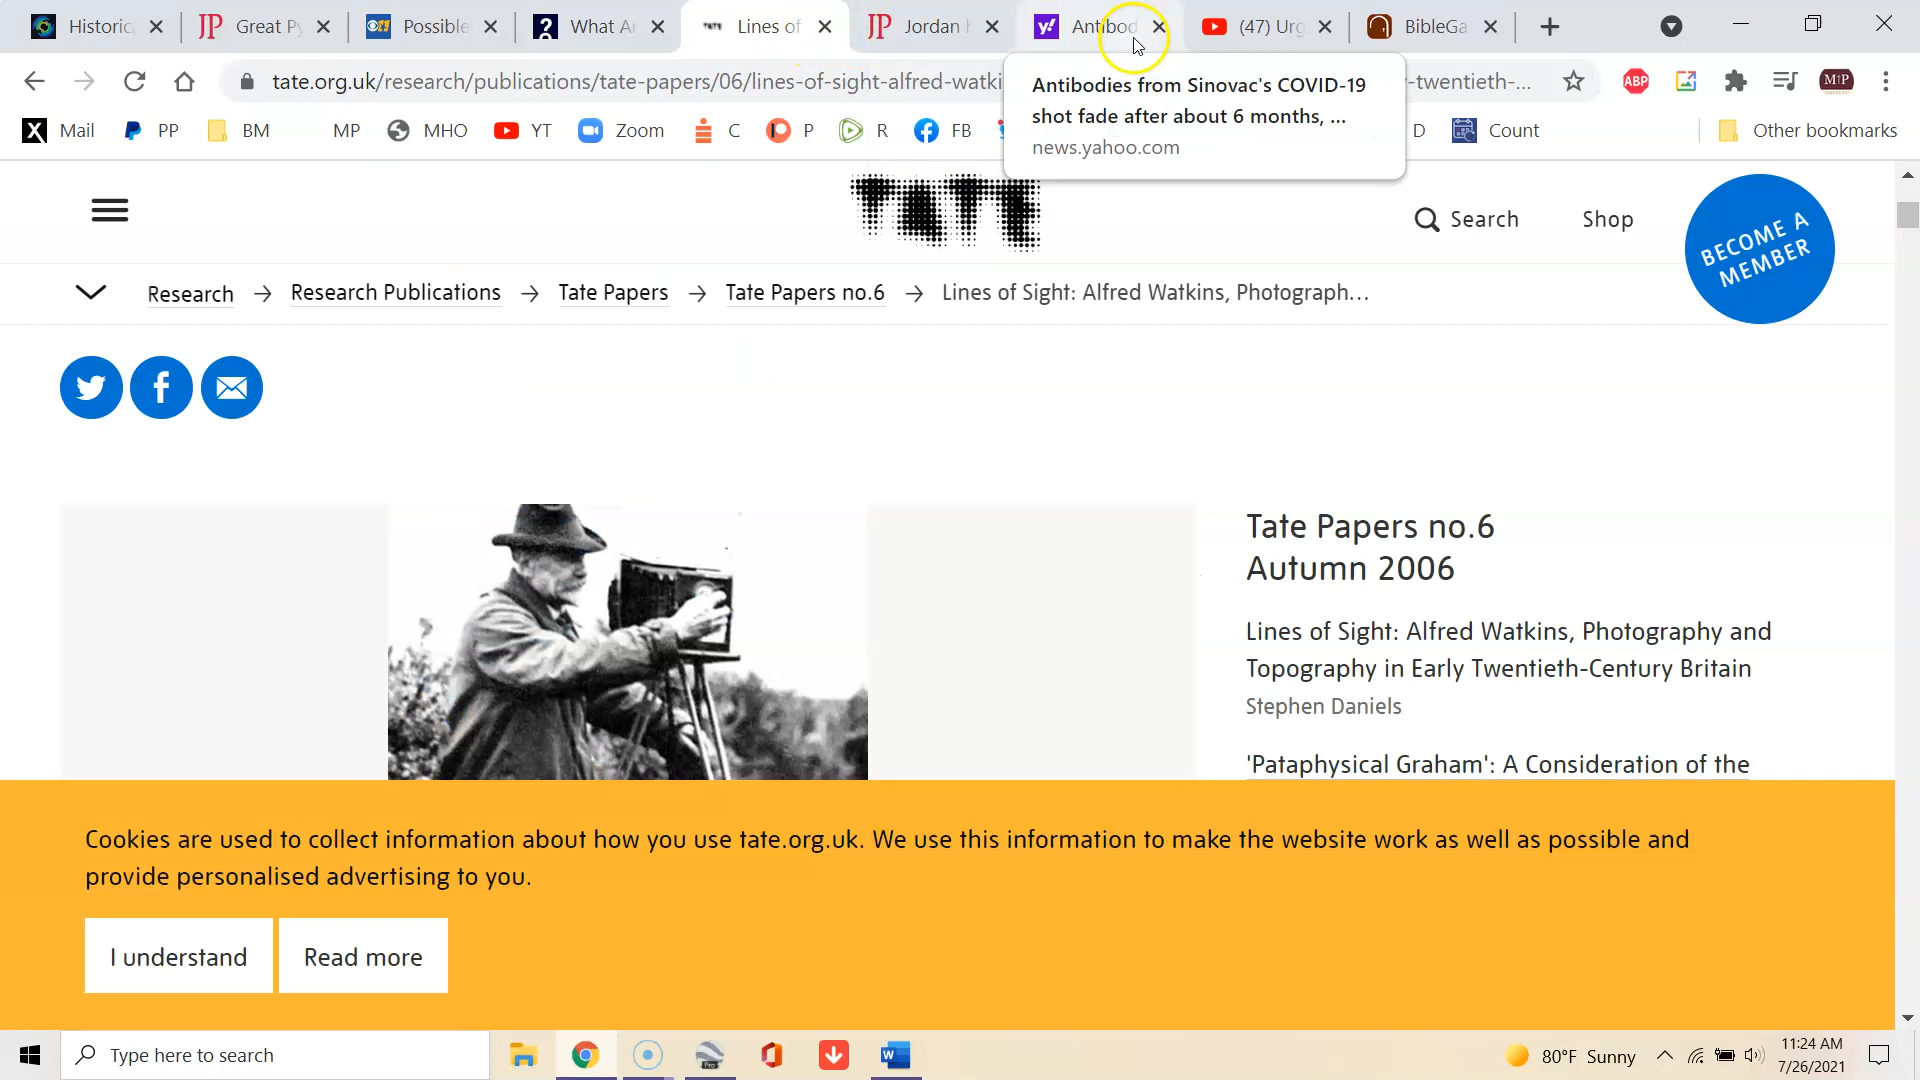 Historic
Great Py
Possible
What Ar
Lines of
Jordan
Antibod
(47) Urg
BibleGa
tate.org.uk/research/publications/tate-papers/06/lines-of-sight-alfred-watki
-twentieth-...
ABP
MIP
Antibodies from Sinovac's COVID-19
shot fade after about 6 months, ...
news.yahoo.com
Mail
PP
BM
MP
MHO
YT
Zoom
C
P
R
FB
D
Count
Other bookmarks
TATE
Search
Shop
BECOME A
MEMBER
Research → Research Publications → Tate Papers → Tate Papers no.6 → Lines of Sight: Alfred Watkins, Photograph...
Tate Papers no.6
Autumn 2006
Lines of Sight: Alfred Watkins, Photography and
Topography in Early Twentieth-Century Britain
Stephen Daniels
'Pataphysical Graham': A Consideration of the
Cookies are used to collect information about how you use tate.org.uk. We use this information to make the website work as well as possible and
provide personalised advertising to you.
I understand
Read more
Type here to search
80°F Sunny
11:24 AM
7/26/2021